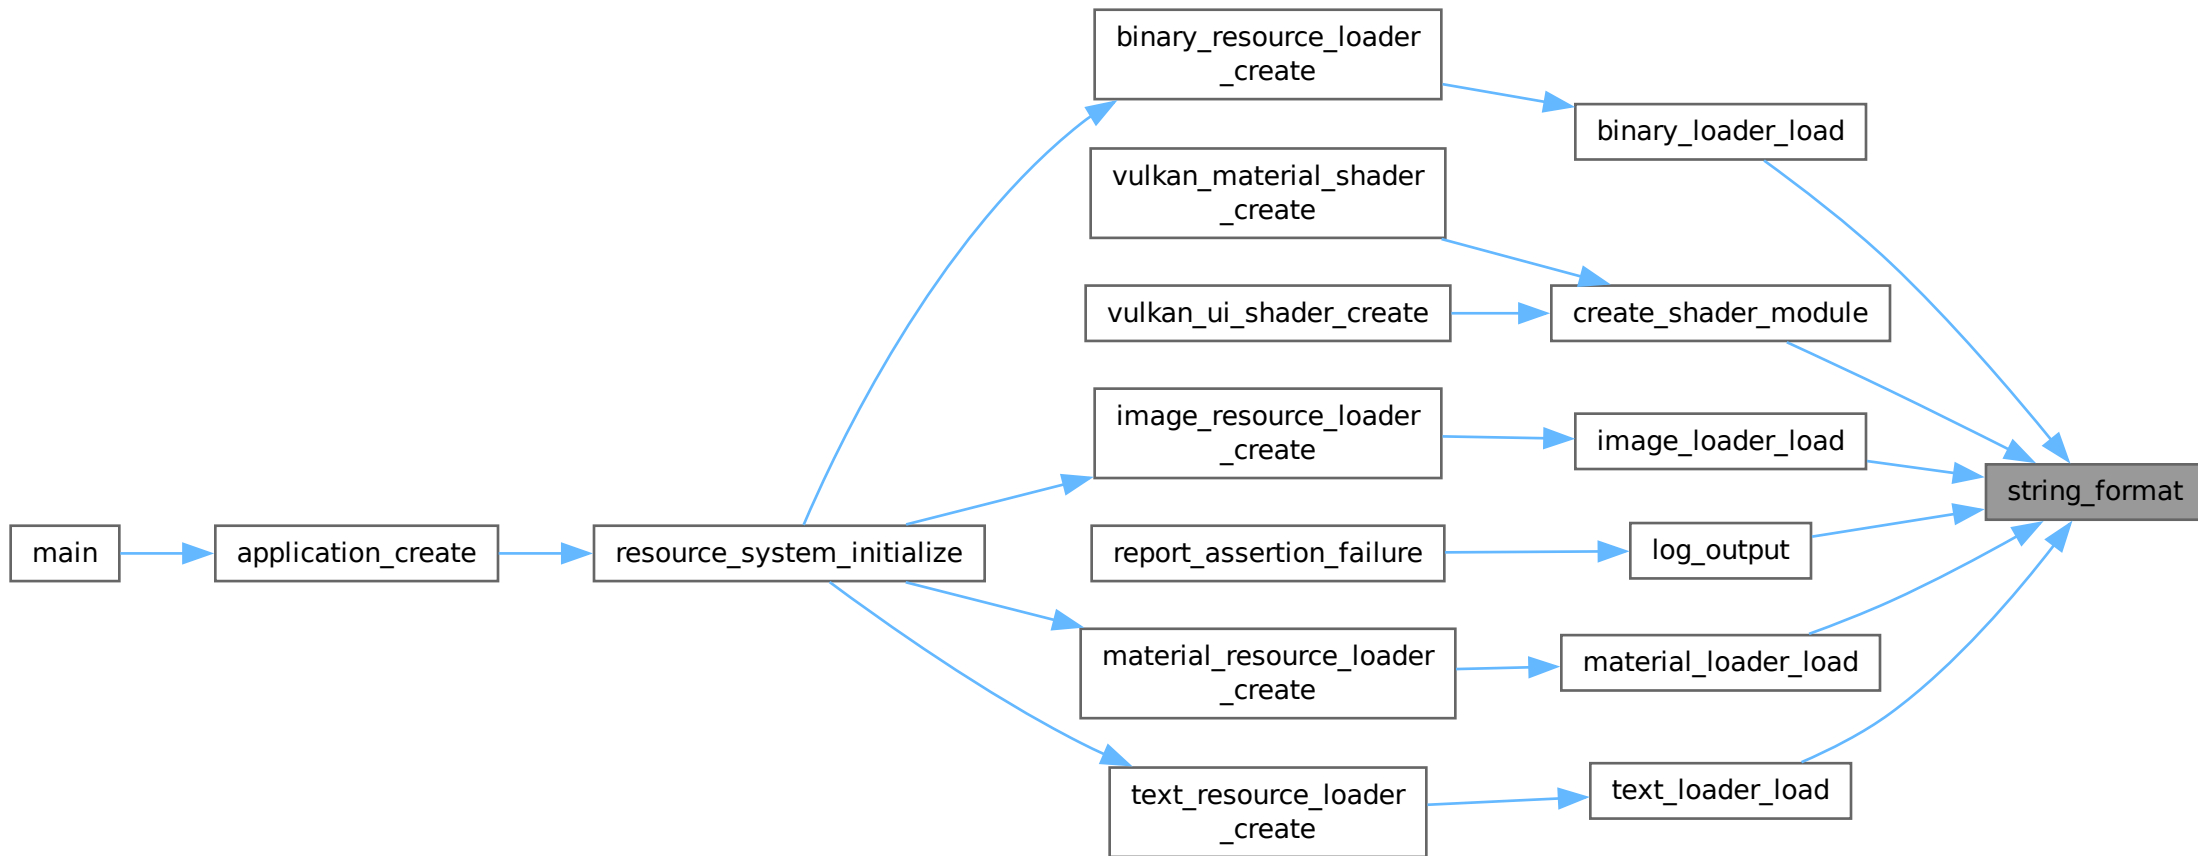 main
application_create
resource_system_initialize
binary_resource_loader
_create
vulkan_material_shader
_create
vulkan_ui_shader_create
image_resource_loader
_create
report_assertion_failure
material_resource_loader
_create
text_resource_loader
_create
binary_loader_load
create_shader_module
image_loader_load
log_output
material_loader_load
text_loader_load
string_format